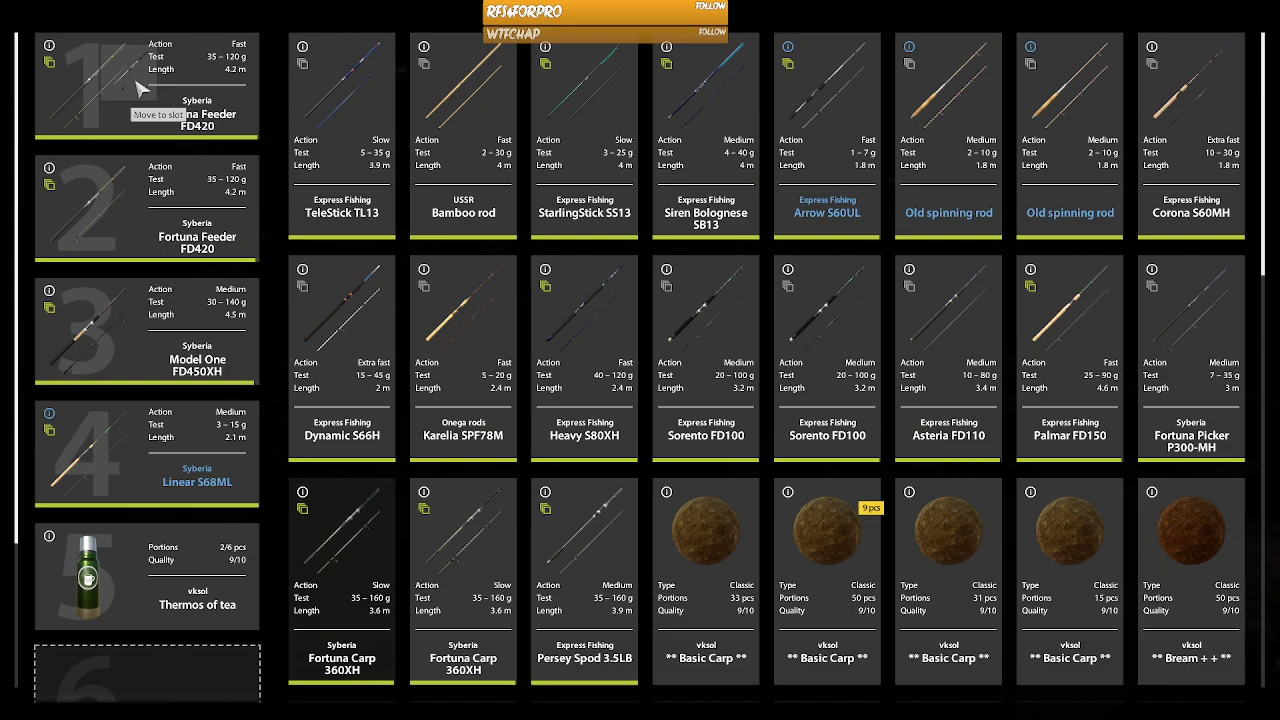 RFS4FORPRO FOLLOW
WTFCHAP FOLLOW
1
Action Fast
Test 35 – 120 g
Length 4.2 m
Syberia
na Feeder
FD420
Move to slot
2
Action Fast
Test 35 – 120 g
Length 4.2 m
Syberia
Fortuna Feeder
FD420
3
Action Medium
Test 30 – 140 g
Length 4.5 m
Syberia
Model One
FD450XH
4
Action Medium
Test 3 – 15 g
Length 2.1 m
Syberia
Linear S68ML
5
Portions 2/6 pcs
Quality 9/10
vksol
Thermos of tea
6
Action Slow
Test 5 – 35 g
Length 3.9 m
Express Fishing
TeleStick TL13
Action Fast
Test 2 – 30 g
Length 4 m
USSR
Bamboo rod
Action Slow
Test 3 – 25 g
Length 4 m
Express Fishing
StarlingStick SS13
Action Medium
Test 4 – 40 g
Length 4 m
Express Fishing
Siren Bolognese
SB13
Action Fast
Test 1 – 7 g
Length 1.8 m
Express Fishing
Arrow S60UL
Action Medium
Test 2 – 10 g
Length 1.8 m
Old spinning rod
Action Medium
Test 2 – 10 g
Length 1.8 m
Old spinning rod
Action Extra fast
Test 10 – 30 g
Length 1.8 m
Express Fishing
Corona S60MH
Action Extra fast
Test 15 – 45 g
Length 2 m
Express Fishing
Dynamic S66H
Action Fast
Test 5 – 20 g
Length 2.4 m
Onega rods
Karelia SPF78M
Action Fast
Test 40 – 120 g
Length 2.4 m
Express Fishing
Heavy S80XH
Action Medium
Test 20 – 100 g
Length 3.2 m
Express Fishing
Sorento FD100
Action Medium
Test 20 – 100 g
Length 3.2 m
Express Fishing
Sorento FD100
Action Medium
Test 10 – 80 g
Length 3.4 m
Express Fishing
Asteria FD110
Action Fast
Test 25 – 90 g
Length 4.6 m
Express Fishing
Palmar FD150
Action Medium
Test 7 – 35 g
Length 3 m
Syberia
Fortuna Picker
P300-MH
Action Slow
Test 35 – 160 g
Length 3.6 m
Syberia
Fortuna Carp
360XH
Action Slow
Test 35 – 160 g
Length 3.6 m
Syberia
Fortuna Carp
360XH
Action Medium
Test 35 – 160 g
Length 3.9 m
Express Fishing
Persey Spod 3.5LB
Type Classic
Portions 33 pcs
Quality 9/10
vksol
** Basic Carp **
9 pcs
Type Classic
Portions 50 pcs
Quality 9/10
vksol
** Basic Carp **
Type Classic
Portions 31 pcs
Quality 9/10
vksol
** Basic Carp **
Type Classic
Portions 15 pcs
Quality 9/10
vksol
** Basic Carp **
Type Classic
Portions 50 pcs
Quality 9/10
vksol
** Bream + + **